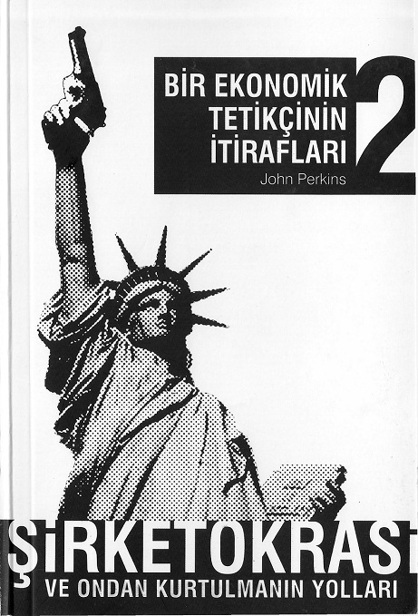 BİR EKONOMİK
TETİKÇİNİN
İTİRAFLARI
2
John Perkins
ŞİRKETOKRASİ
VE ONDAN KURTULMANIN YOLLARI